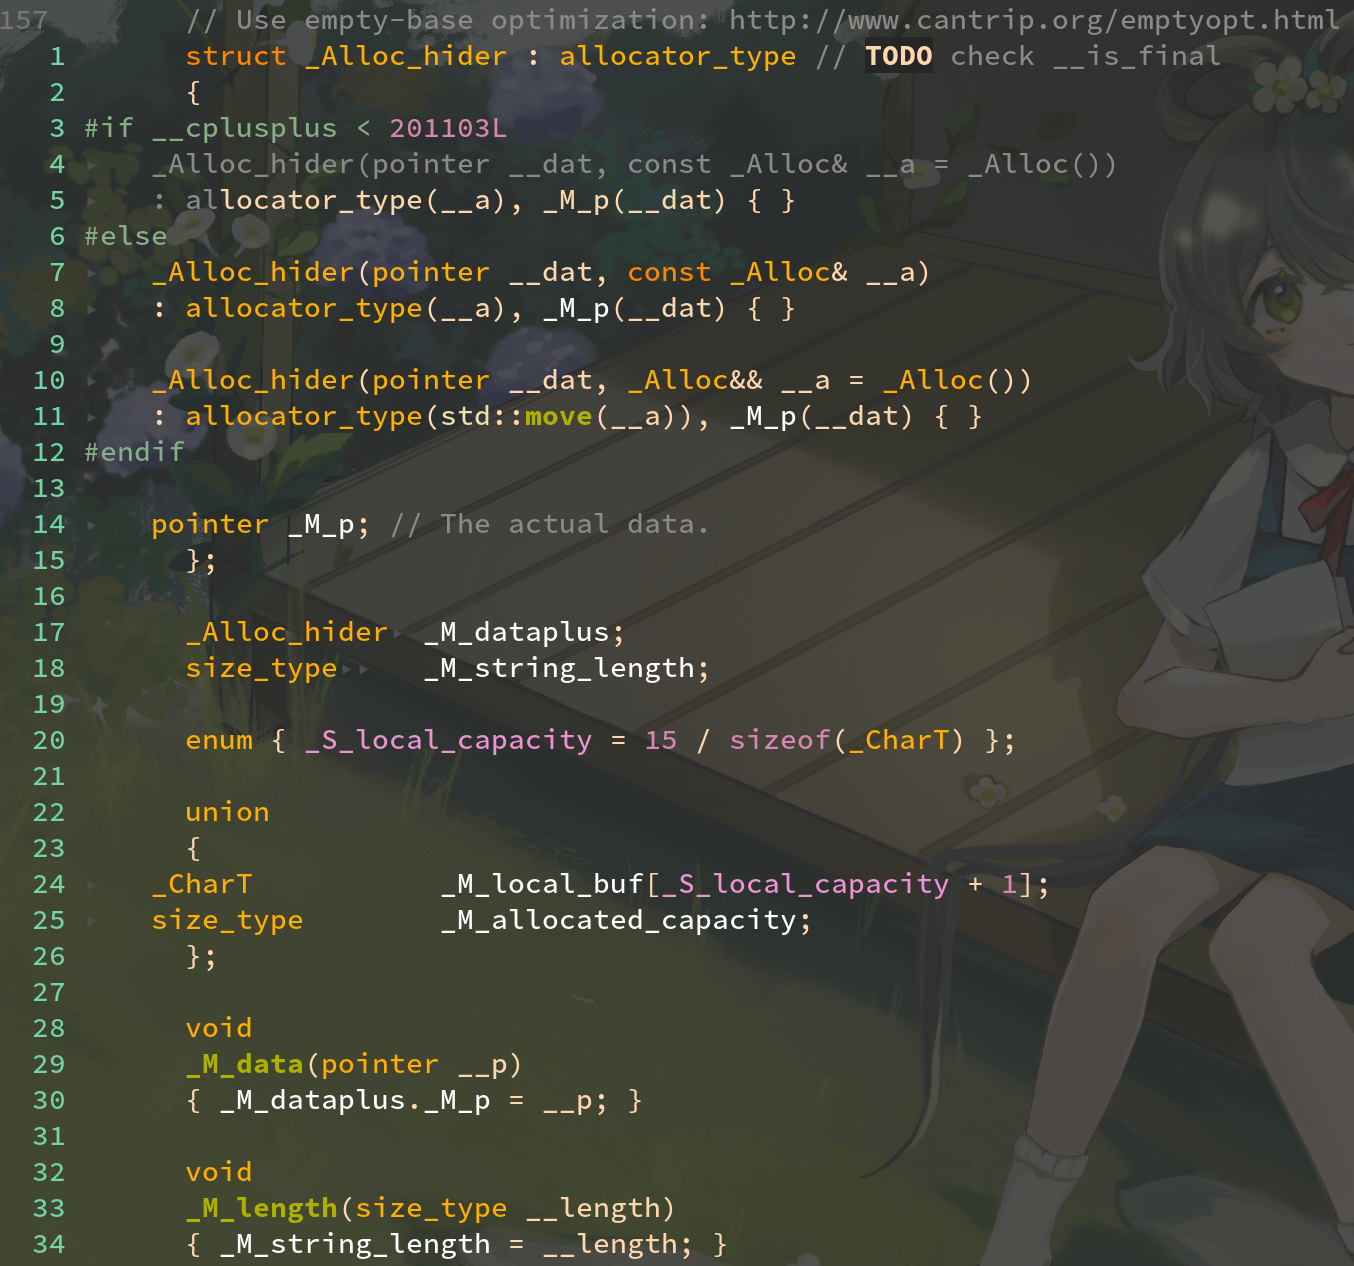 157 // Use empty-base optimization: http://www.cantrip.org/emptyopt.html
1 struct _Alloc_hider : allocator_type // TODO check __is_final
2 {
3 #if __cplusplus < 201103L
4 _Alloc_hider(pointer __dat, const _Alloc& __a = _Alloc())
5 : allocator_type(__a), _M_p(__dat) { }
6 #else
7 _Alloc_hider(pointer __dat, const _Alloc& __a)
8 : allocator_type(__a), _M_p(__dat) { }
9
10 _Alloc_hider(pointer __dat, _Alloc&& __a = _Alloc())
11 : allocator_type(std::move(__a)), _M_p(__dat) { }
12 #endif
13
14 pointer _M_p; // The actual data.
15 };
16
17 _Alloc_hider _M_dataplus;
18 size_type _M_string_length;
19
20 enum { _S_local_capacity = 15 / sizeof(_CharT) };
21
22 union
23 {
24 _CharT _M_local_buf[_S_local_capacity + 1];
25 size_type _M_allocated_capacity;
26 };
27
28 void
29 _M_data(pointer __p)
30 { _M_dataplus._M_p = __p; }
31
32 void
33 _M_length(size_type __length)
34 { _M_string_length = __length; }